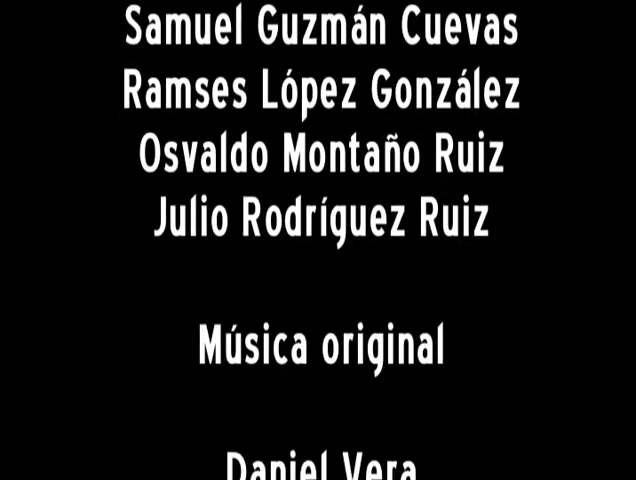 Samuel Guzmán Cuevas
Ramses López González
Osvaldo Montaño Ruiz
Julio Rodríguez Ruiz
Música original
Daniel Vera